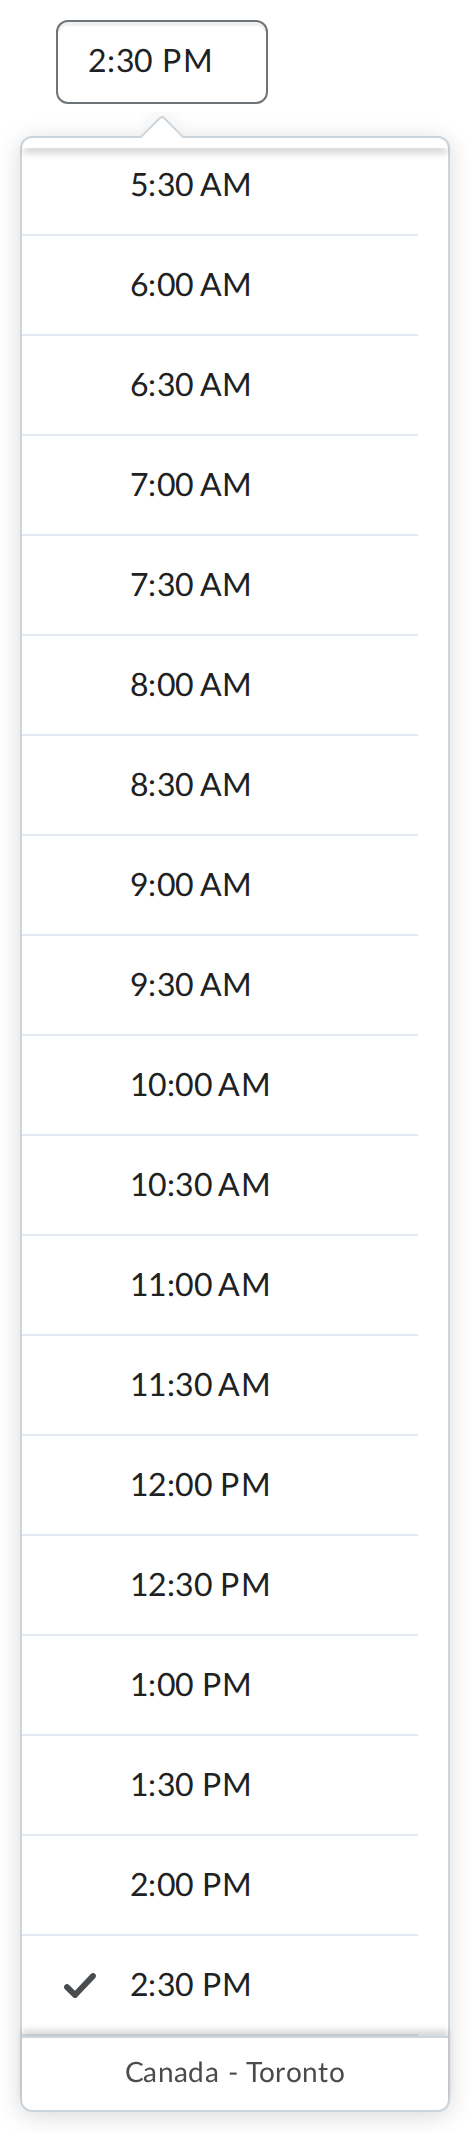 2:30 PM
5:30 AM
6:00 AM
6:30 AM
7:00 AM
7:30 AM
8:00 AM
8:30 AM
9:00 AM
9:30 AM
10:00 AM
10:30 AM
11:00 AM
11:30 AM
12:00 PM
12:30 PM
1:00 PM
1:30 PM
2:00 PM
2:30 PM
Canada - Toronto